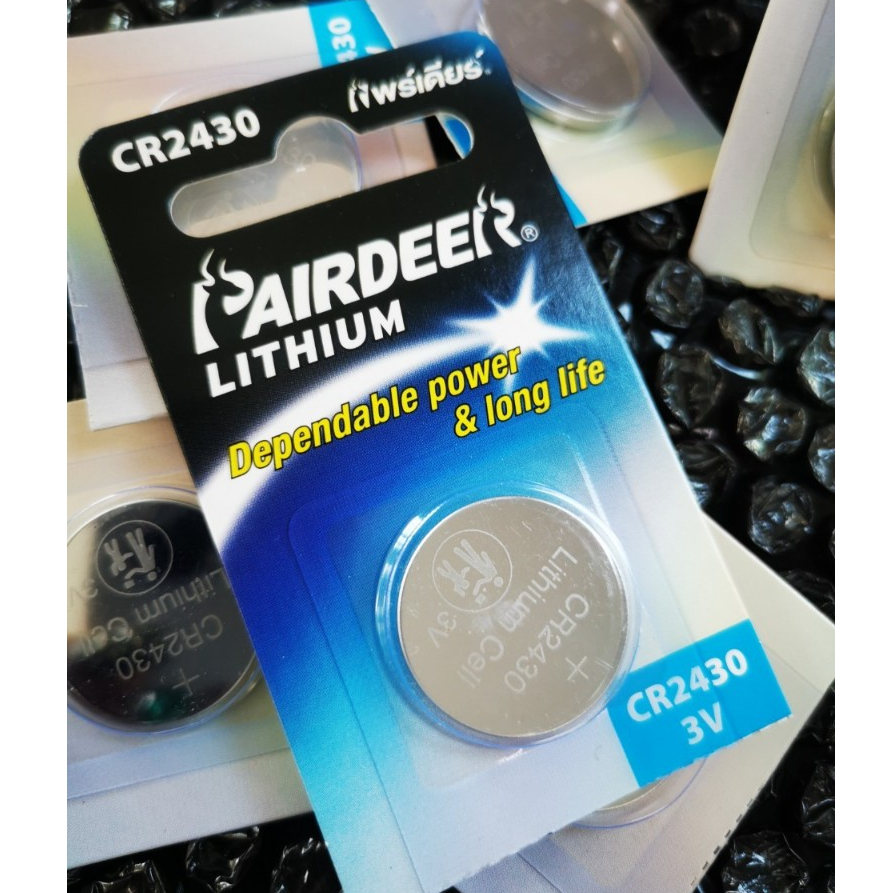 CR2430
แพร์เดียร์®
PAIRDEER®
LITHIUM
Dependable power
& long life
3V
Lithium Cell
CR2430
+
CR2430
3V
3V
Lithium Cell
CR2430
+